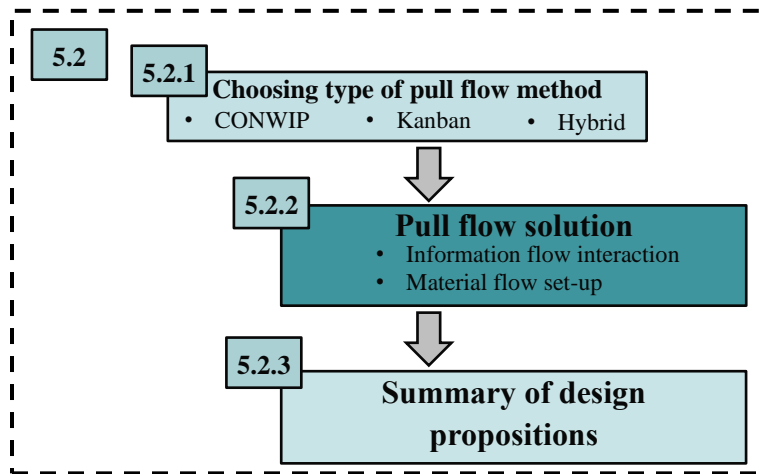 5.2
5.2.1
Choosing type of pull flow method
• CONWIP • Kanban • Hybrid
5.2.2
Pull flow solution
• Information flow interaction
• Material flow set-up
5.2.3
Summary of design
propositions